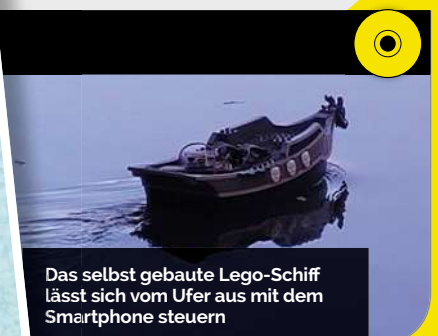 Das selbst gebaute Lego-Schiff
lässt sich vom Ufer aus mit dem
Smartphone steuern